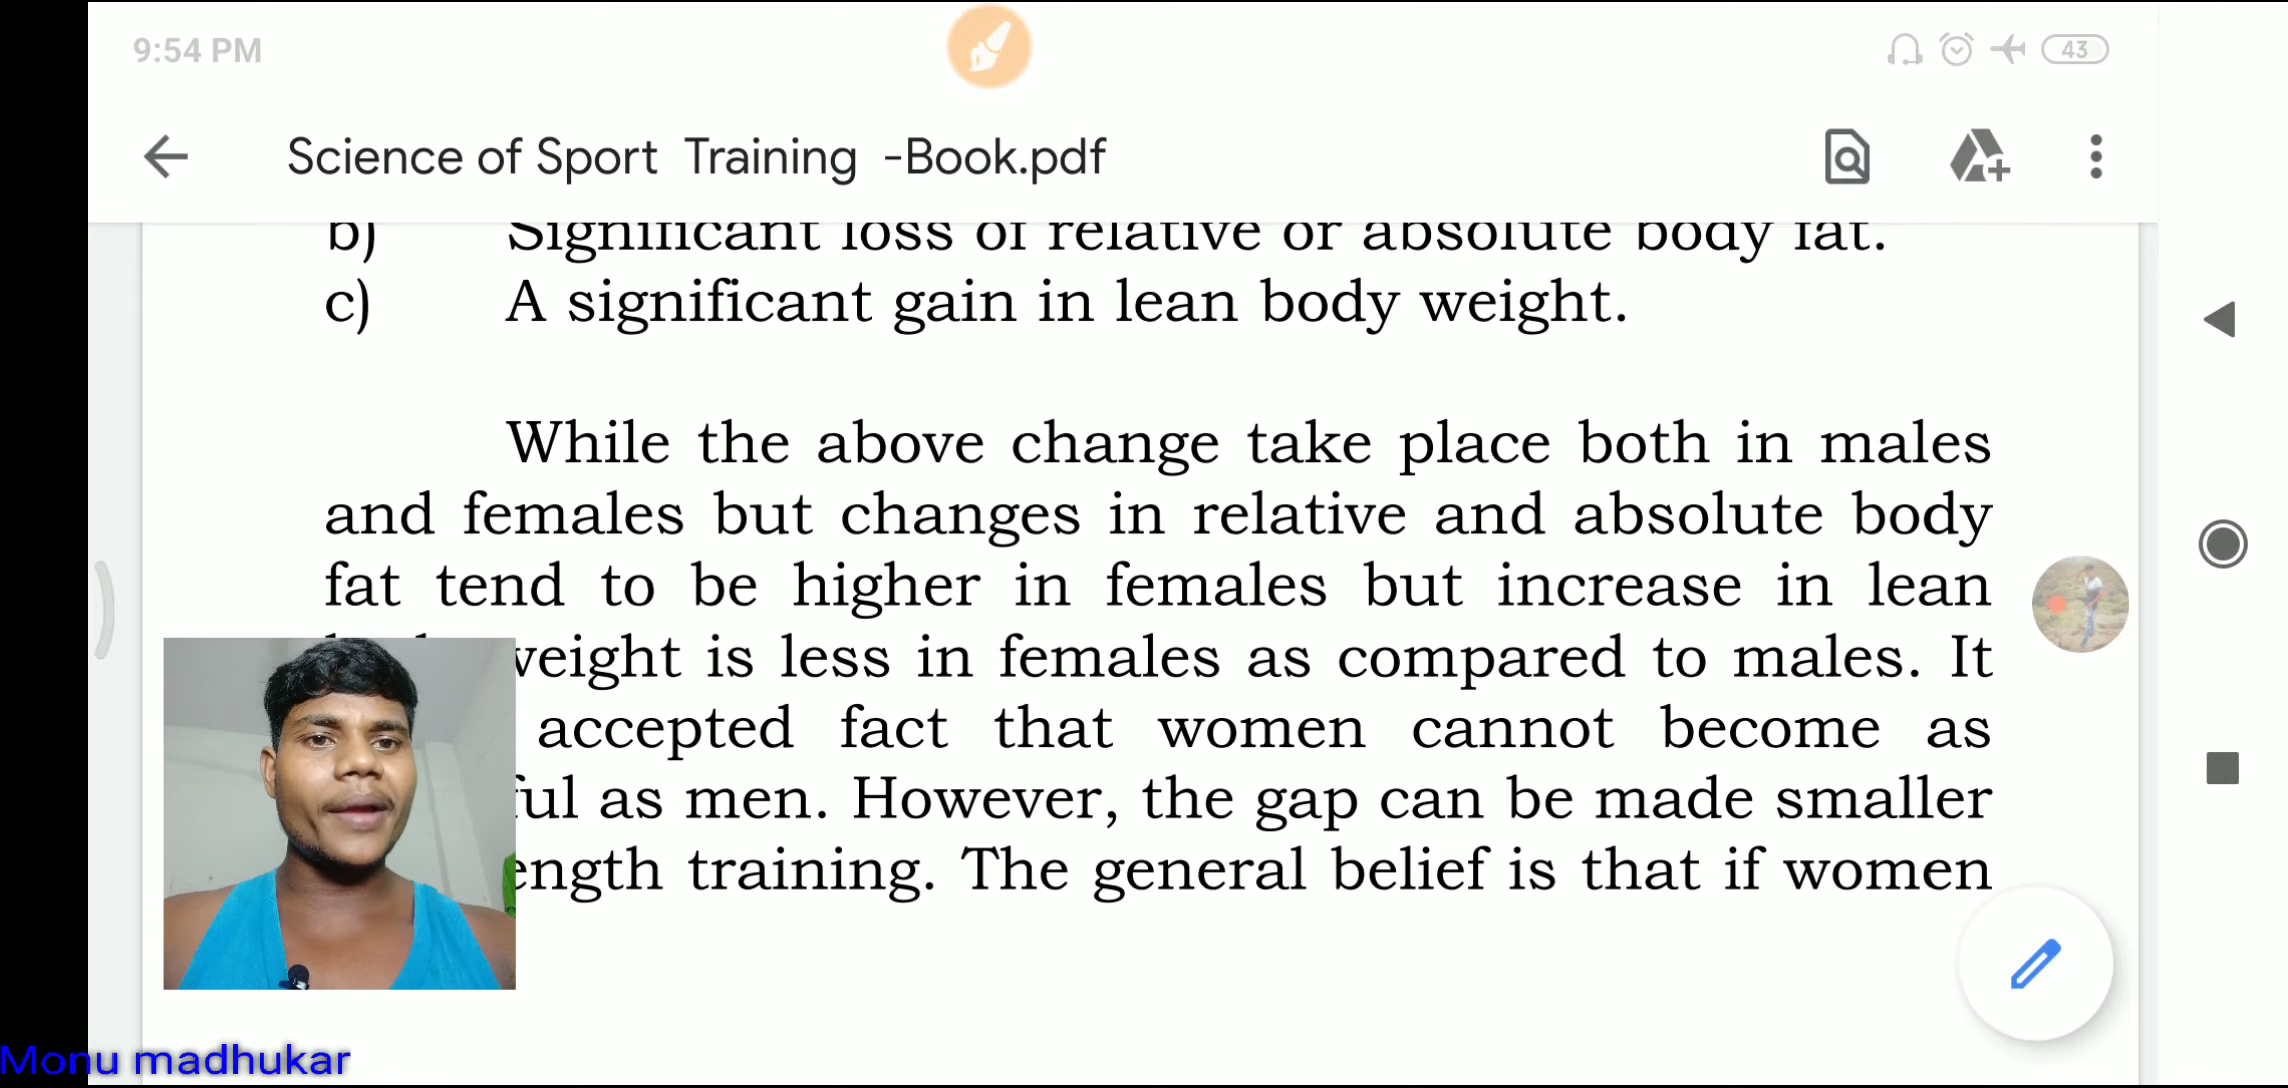 9:54 PM
43
Science of Sport Training -Book.pdf
b) Significant loss of relative or absolute body fat.
c) A significant gain in lean body weight.
While the above change take place both in males
and females but changes in relative and absolute body
fat tend to be higher in females but increase in lean
weight is less in females as compared to males. It
accepted fact that women cannot become as
ful as men. However, the gap can be made smaller
ength training. The general belief is that if women
Monu madhukar